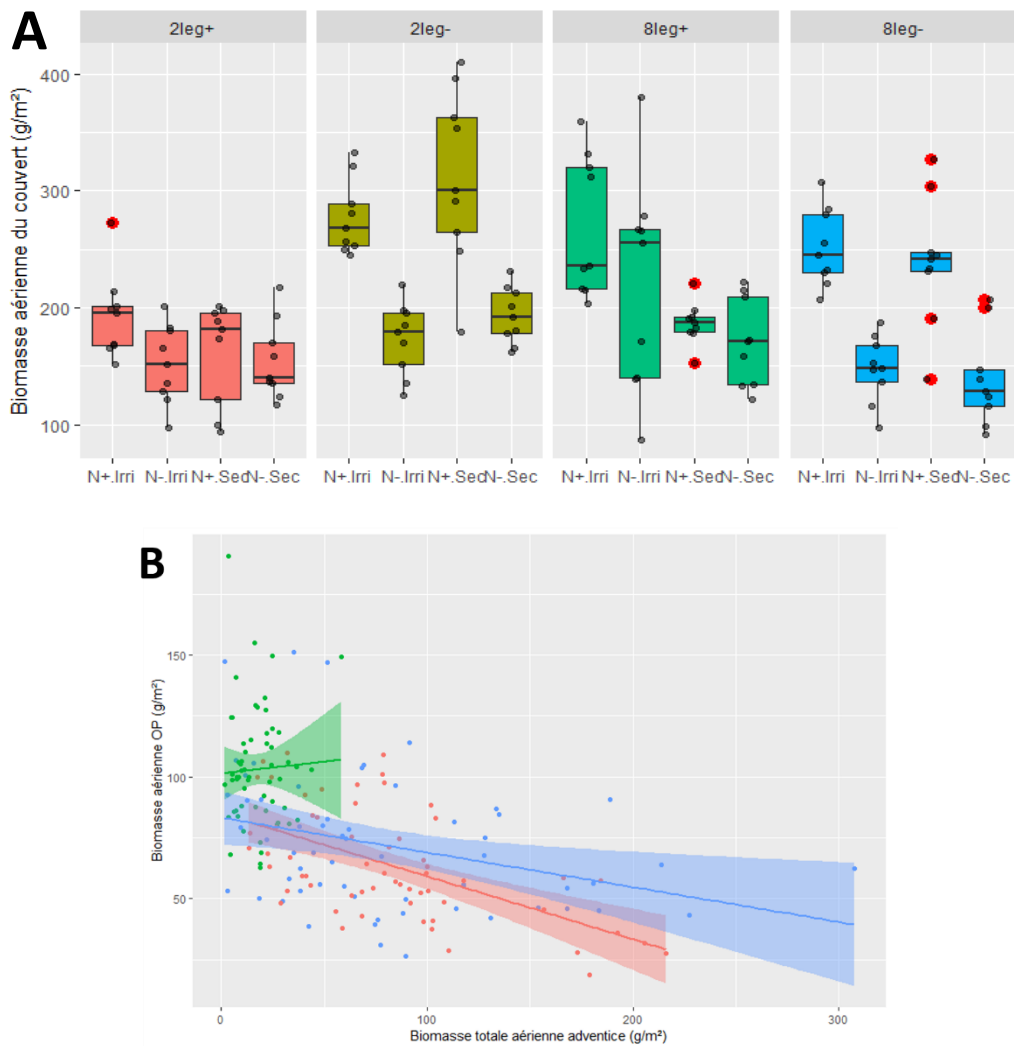 A
2leg+ 2leg- 8leg+ 8leg-
Biomasse aérienne du couvert (g/m²)
400
300
200
100
N+.Irri N-.Irri N+.Sec N-.Sec N+.Irri N-.Irri N+.Sec N-.Sec N+.Irri N-.Irri N+.Sec N-.Sec N+.Irri N-.Irri N+.Sec N-.Sec
B
Biomasse aérienne OP (g/m²)
150
100
50
0 100 200 300
Biomasse totale aérienne adventice (g/m²)